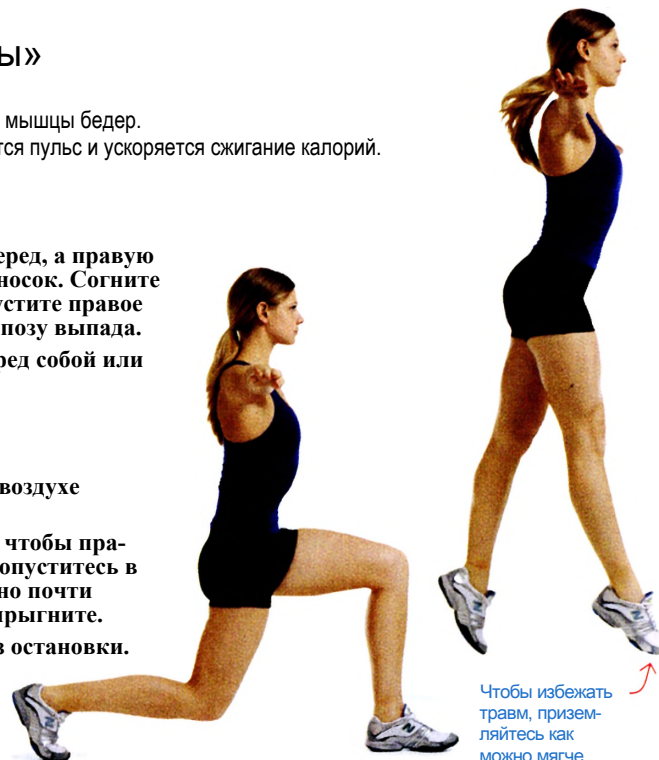 ы»
мышцы бедер.
тся пульс и ускоряется сжигание калорий.
еред, а правую
носок. Согните
устите правое
позу выпада.
ред собой или
воздухе
чтобы пра-
опуститесь в
но почти
прыгните.
в остановки.
Чтобы избежать
травм, призем-
ляйтесь как
можно мягче